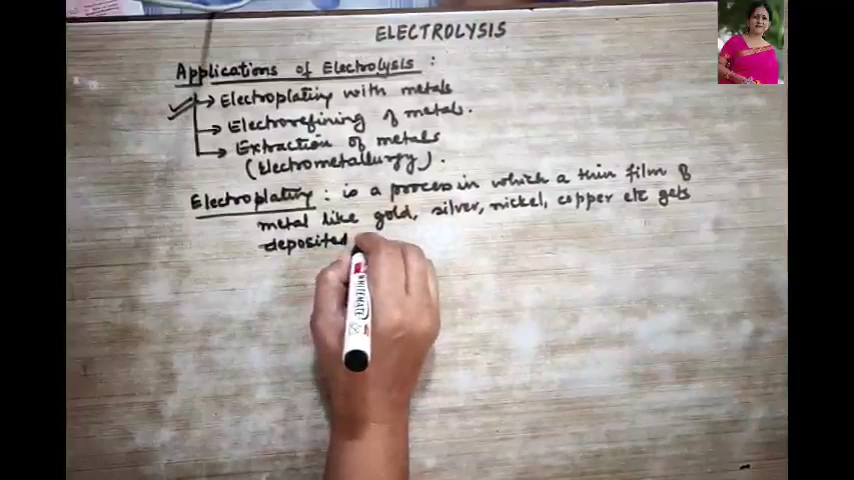 ELECTROLYSIS
Applications of Electrolysis :
→ Electroplating with metals
→ Electrorefining of metals.
→ Extraction of metals
(Electrometallurgy).
Electroplating : is a process in which a thin film of
metal like gold, silver, nickel, copper etc gets
deposited
WHITEMATE